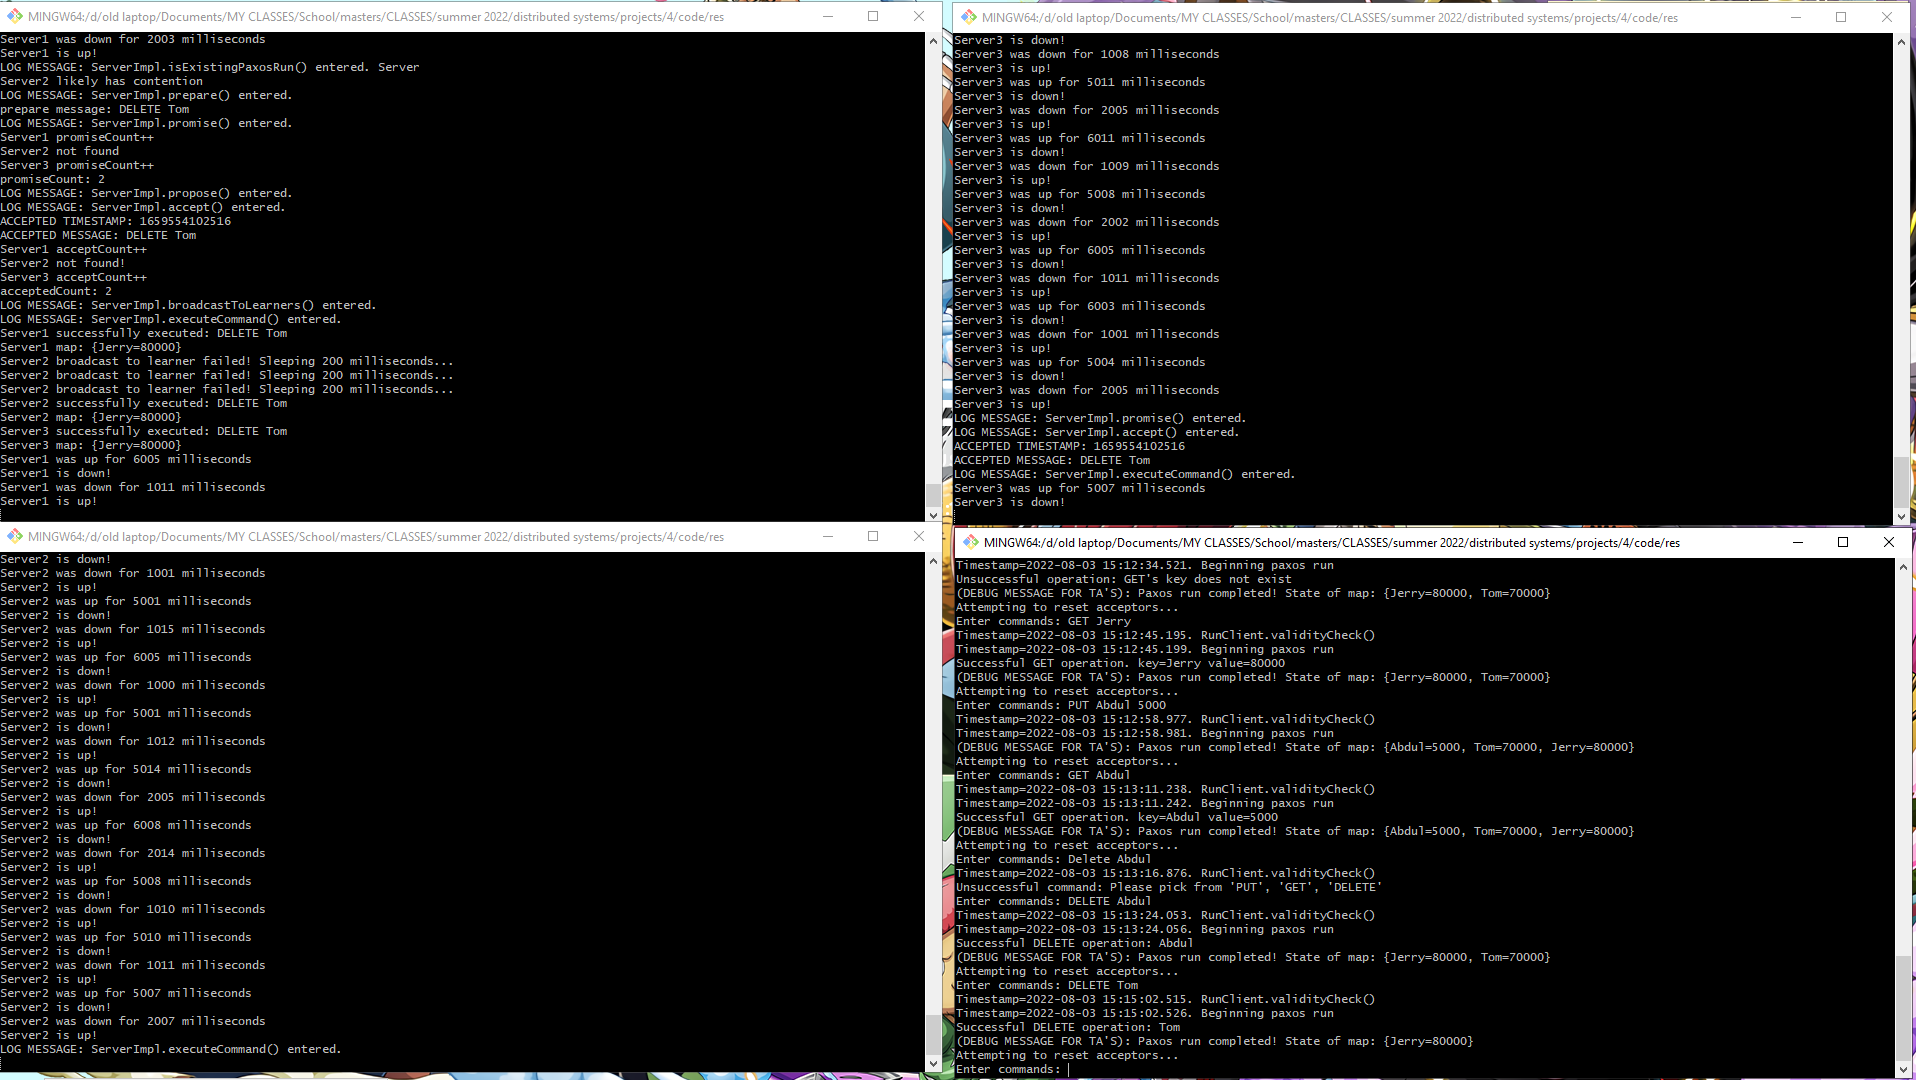 MINGW64:/d/old laptop/Documents/MY CLASSES/School/masters/CLASSES/summer 2022/distributed systems/projects/4/code/res
Server1 was down for 2003 milliseconds
Server1 is up!
LOG MESSAGE: ServerImpl.isExistingPaxosRun() entered. Server
Server2 likely has contention
LOG MESSAGE: ServerImpl.prepare() entered.
prepare message: DELETE Tom
LOG MESSAGE: ServerImpl.promise() entered.
Server1 promiseCount++
Server2 not found
Server3 promiseCount++
promiseCount: 2
LOG MESSAGE: ServerImpl.propose() entered.
LOG MESSAGE: ServerImpl.accept() entered.
ACCEPTED TIMESTAMP: 1659554102516
ACCEPTED MESSAGE: DELETE Tom
Server1 acceptCount++
Server2 not found!
Server3 acceptCount++
acceptedCount: 2
LOG MESSAGE: ServerImpl.broadcastToLearners() entered.
LOG MESSAGE: ServerImpl.executeCommand() entered.
Server1 successfully executed: DELETE Tom
Server1 map: {Jerry=80000}
Server2 broadcast to learner failed! Sleeping 200 milliseconds...
Server2 broadcast to learner failed! Sleeping 200 milliseconds...
Server2 broadcast to learner failed! Sleeping 200 milliseconds...
Server2 successfully executed: DELETE Tom
Server2 map: {Jerry=80000}
Server3 successfully executed: DELETE Tom
Server3 map: {Jerry=80000}
Server1 was up for 6005 milliseconds
Server1 is down!
Server1 was down for 1011 milliseconds
Server1 is up!
MINGW64:/d/old laptop/Documents/MY CLASSES/School/masters/CLASSES/summer 2022/distributed systems/projects/4/code/res
Server3 is down!
Server3 was down for 1008 milliseconds
Server3 is up!
Server3 was up for 5011 milliseconds
Server3 is down!
Server3 was down for 2005 milliseconds
Server3 is up!
Server3 was up for 6011 milliseconds
Server3 is down!
Server3 was down for 1009 milliseconds
Server3 is up!
Server3 was up for 5008 milliseconds
Server3 is down!
Server3 was down for 2002 milliseconds
Server3 is up!
Server3 was up for 6005 milliseconds
Server3 is down!
Server3 was down for 1011 milliseconds
Server3 is up!
Server3 was up for 6003 milliseconds
Server3 is down!
Server3 was down for 1001 milliseconds
Server3 is up!
Server3 was up for 5004 milliseconds
Server3 is down!
Server3 was down for 2005 milliseconds
Server3 is up!
LOG MESSAGE: ServerImpl.promise() entered.
LOG MESSAGE: ServerImpl.accept() entered.
ACCEPTED TIMESTAMP: 1659554102516
ACCEPTED MESSAGE: DELETE Tom
LOG MESSAGE: ServerImpl.executeCommand() entered.
Server3 was up for 5007 milliseconds
Server3 is down!
MINGW64:/d/old laptop/Documents/MY CLASSES/School/masters/CLASSES/summer 2022/distributed systems/projects/4/code/res
Server2 is down!
Server2 was down for 1001 milliseconds
Server2 is up!
Server2 was up for 5001 milliseconds
Server2 is down!
Server2 was down for 1015 milliseconds
Server2 is up!
Server2 was up for 6005 milliseconds
Server2 is down!
Server2 was down for 1000 milliseconds
Server2 is up!
Server2 was up for 5001 milliseconds
Server2 is down!
Server2 was down for 1012 milliseconds
Server2 is up!
Server2 was up for 5014 milliseconds
Server2 is down!
Server2 was down for 2005 milliseconds
Server2 is up!
Server2 was up for 6008 milliseconds
Server2 is down!
Server2 was down for 2014 milliseconds
Server2 is up!
Server2 was up for 5008 milliseconds
Server2 is down!
Server2 was down for 1010 milliseconds
Server2 is up!
Server2 was up for 5010 milliseconds
Server2 is down!
Server2 was down for 1011 milliseconds
Server2 is up!
Server2 was up for 5007 milliseconds
Server2 is down!
Server2 was down for 2007 milliseconds
Server2 is up!
LOG MESSAGE: ServerImpl.executeCommand() entered.
MINGW64:/d/old laptop/Documents/MY CLASSES/School/masters/CLASSES/summer 2022/distributed systems/projects/4/code/res
Timestamp=2022-08-03 15:12:34.521. Beginning paxos run
Unsuccessful operation: GET's key does not exist
(DEBUG MESSAGE FOR TA'S): Paxos run completed! State of map: {Jerry=80000, Tom=70000}
Attempting to reset acceptors...
Enter commands: GET Jerry
Timestamp=2022-08-03 15:12:45.195. RunClient.validityCheck()
Timestamp=2022-08-03 15:12:45.199. Beginning paxos run
Successful GET operation. key=Jerry value=80000
(DEBUG MESSAGE FOR TA'S): Paxos run completed! State of map: {Jerry=80000, Tom=70000}
Attempting to reset acceptors...
Enter commands: PUT Abdul 5000
Timestamp=2022-08-03 15:12:58.977. RunClient.validityCheck()
Timestamp=2022-08-03 15:12:58.981. Beginning paxos run
(DEBUG MESSAGE FOR TA'S): Paxos run completed! State of map: {Abdul=5000, Tom=70000, Jerry=80000}
Attempting to reset acceptors...
Enter commands: GET Abdul
Timestamp=2022-08-03 15:13:11.238. RunClient.validityCheck()
Timestamp=2022-08-03 15:13:11.242. Beginning paxos run
Successful GET operation. key=Abdul value=5000
(DEBUG MESSAGE FOR TA'S): Paxos run completed! State of map: {Abdul=5000, Tom=70000, Jerry=80000}
Attempting to reset acceptors...
Enter commands: Delete Abdul
Timestamp=2022-08-03 15:13:16.876. RunClient.validityCheck()
Unsuccessful command: Please pick from 'PUT', 'GET', 'DELETE'
Enter commands: DELETE Abdul
Timestamp=2022-08-03 15:13:24.053. RunClient.validityCheck()
Timestamp=2022-08-03 15:13:24.056. Beginning paxos run
Successful DELETE operation: Abdul
(DEBUG MESSAGE FOR TA'S): Paxos run completed! State of map: {Jerry=80000, Tom=70000}
Attempting to reset acceptors...
Enter commands: DELETE Tom
Timestamp=2022-08-03 15:15:02.515. RunClient.validityCheck()
Timestamp=2022-08-03 15:15:02.526. Beginning paxos run
Successful DELETE operation: Tom
(DEBUG MESSAGE FOR TA'S): Paxos run completed! State of map: {Jerry=80000}
Attempting to reset acceptors...
Enter commands: